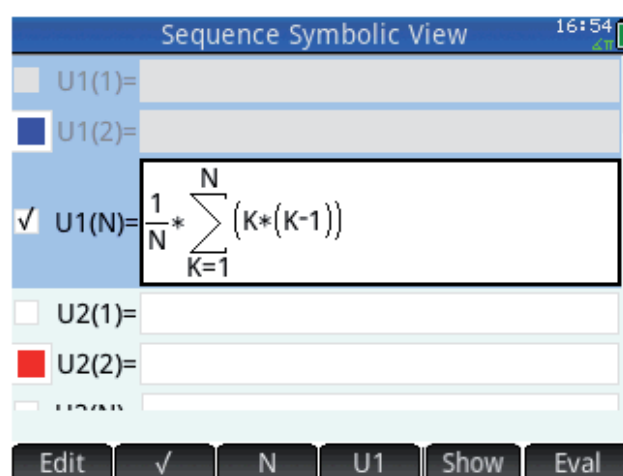 Sequence Symbolic View 16:54
∡π
U1(1)=
U1(2)=
√ U1(N)= 1/N * ∑ K=1 N (K*(K-1))
U2(1)=
U2(2)=
Edit √ N U1 Show Eval